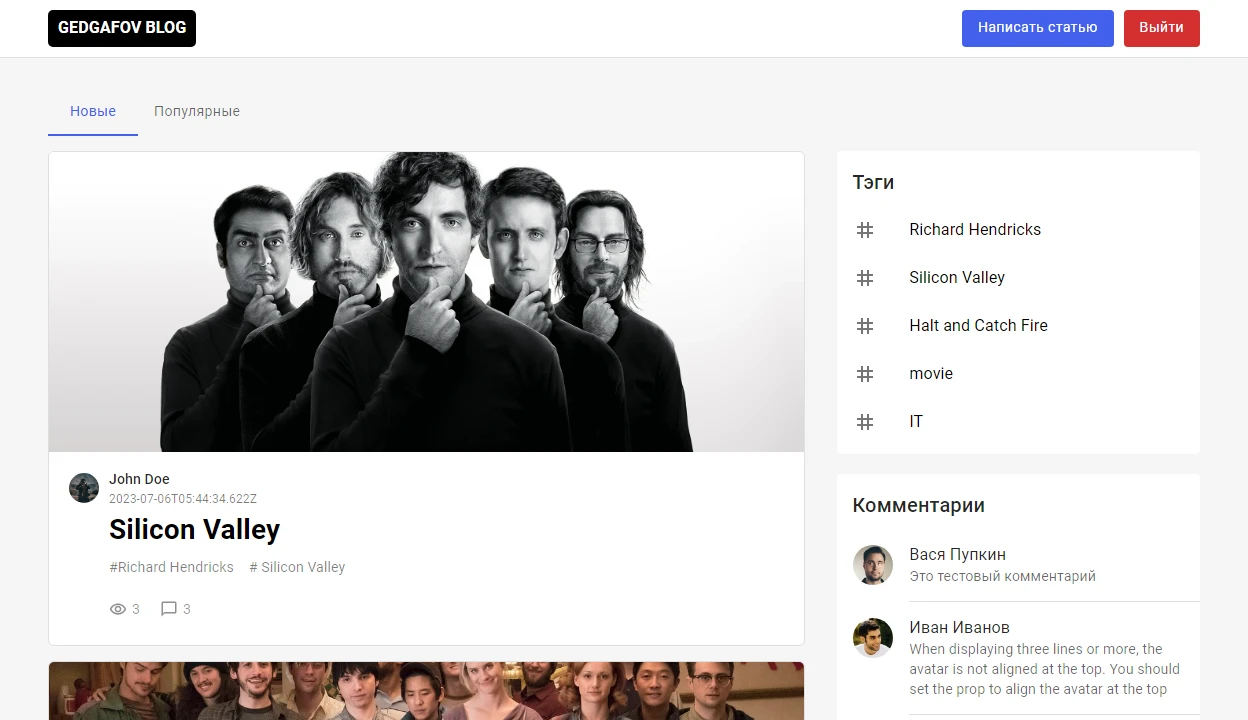 GEDGAFOV BLOG
Написать статью
Выйти
Новые
Популярные
John Doe
2023-07-06T05:44:34.622Z
Silicon Valley
#Richard Hendricks # Silicon Valley
3 3
Тэги
Richard Hendricks
Silicon Valley
Halt and Catch Fire
movie
IT
Комментарии
Вася Пупкин
Это тестовый комментарий
Иван Иванов
When displaying three lines or more, the
avatar is not aligned at the top. You should
set the prop to align the avatar at the top